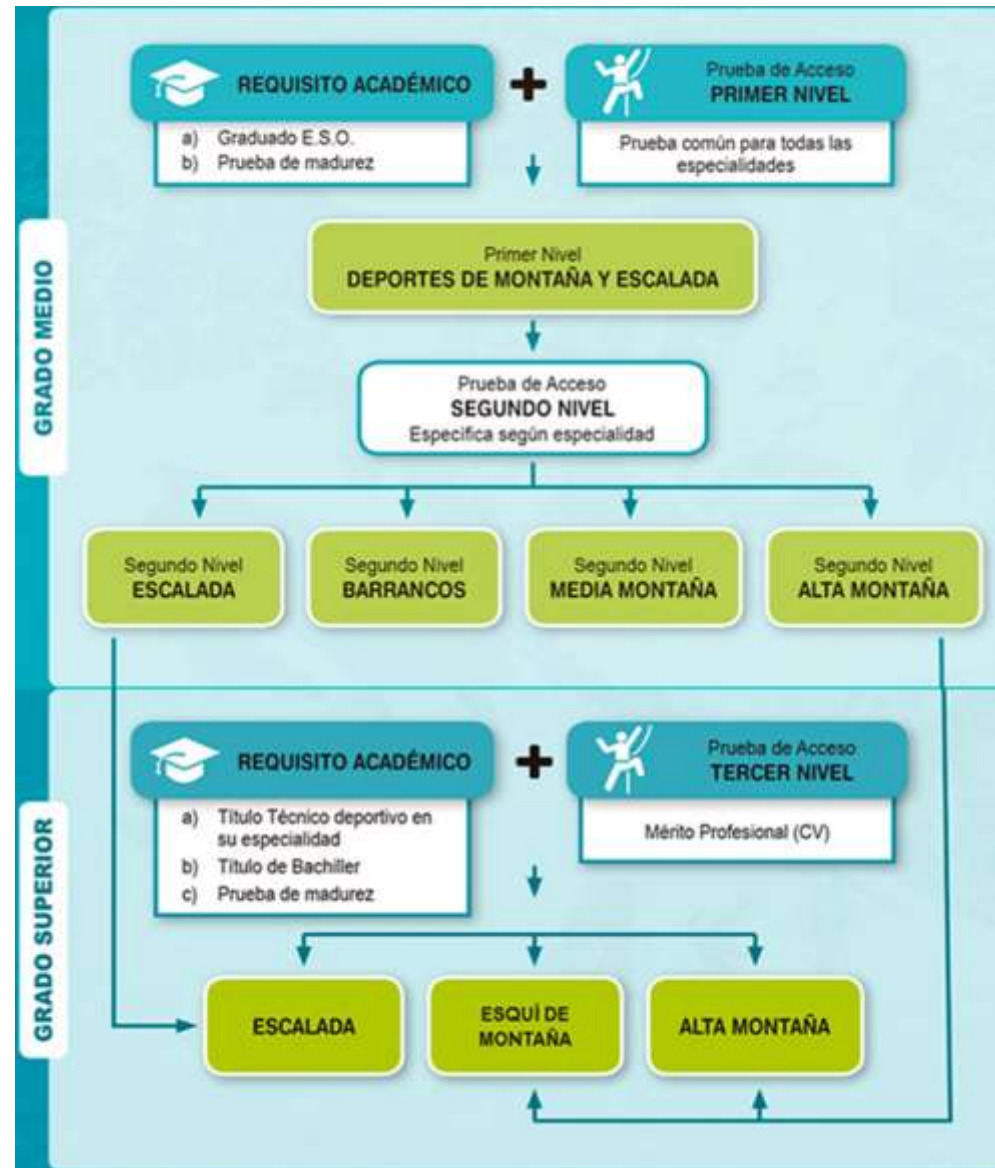 GRADO MEDIO
REQUISITO ACADÉMICO
a) Graduado E.S.O.
b) Prueba de madurez
+
Prueba de Acceso
PRIMER NIVEL
Prueba común para todas las
especialidades
Primer Nivel
DEPORTES DE MONTAÑA Y ESCALADA
Prueba de Acceso
SEGUNDO NIVEL
Específica según especialidad
Segundo Nivel
ESCALADA
Segundo Nivel
BARRANCOS
Segundo Nivel
MEDIA MONTAÑA
Segundo Nivel
ALTA MONTAÑA
GRADO SUPERIOR
REQUISITO ACADÉMICO
a) Título Técnico deportivo en
su especialidad
b) Título de Bachiller
c) Prueba de madurez
+
Prueba de Acceso
TERCER NIVEL
Mérito Profesional (CV)
ESCALADA
ESQUÍ DE
MONTAÑA
ALTA MONTAÑA